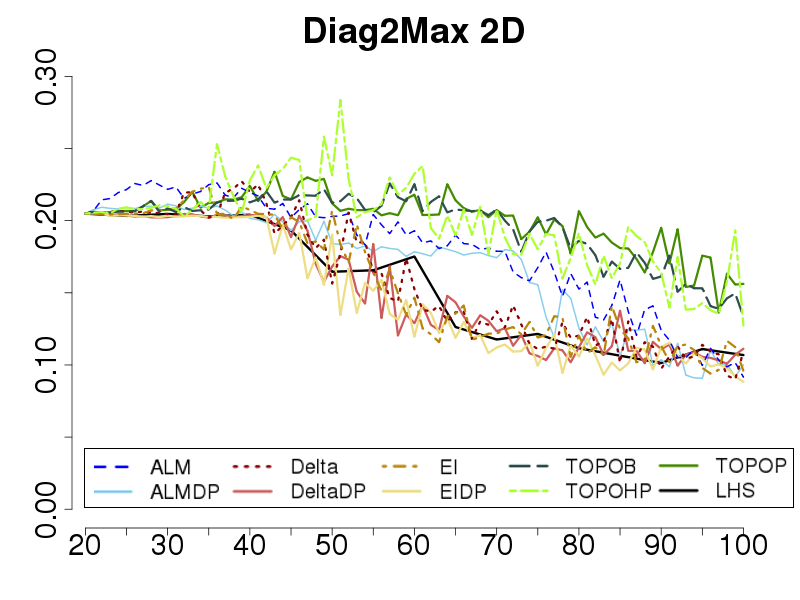 Diag2Max 2D
0.30
0.20
0.10
0.00
ALM Delta EI TOPOB TOPOP
ALMDP DeltaDP EIDP TOPOHP LHS
20 30 40 50 60 70 80 90 100